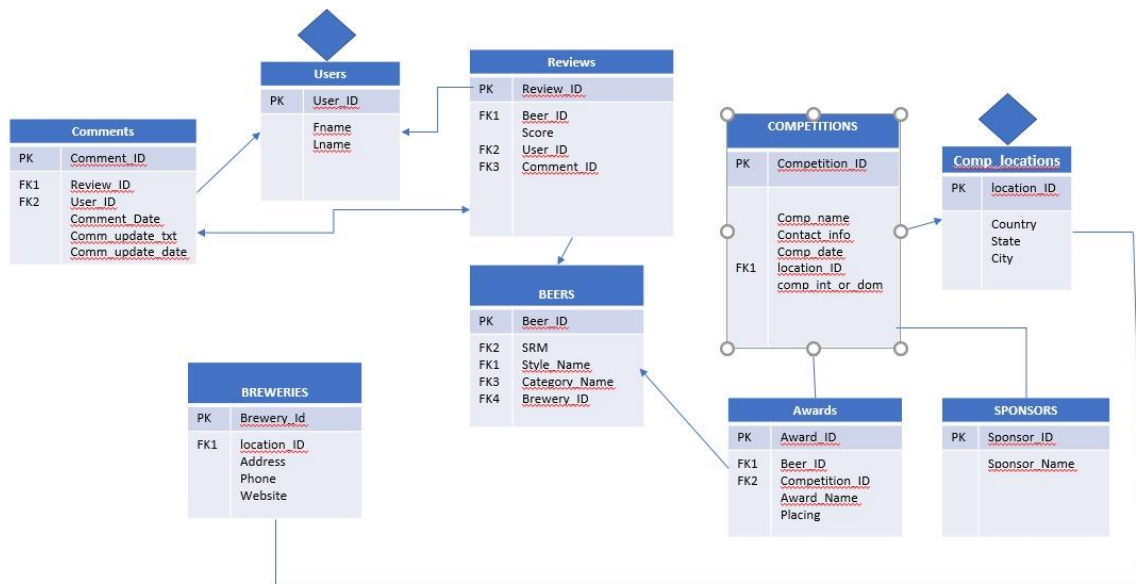 Users
PK User_ID
Fname
Lname
Reviews
PK Review_ID
FK1 Beer_ID
Score
FK2 User_ID
FK3 Comment_ID
Comments
PK Comment_ID
FK1 Review_ID
FK2 User_ID
Comment_Date
Comm_update_txt
Comm_update_date
COMPETITIONS
PK Competition_ID
Comp_name
Contact_info
Comp_date
FK1 location_ID
comp_int_or_dom
Comp_locations
PK location_ID
Country
State
City
BEERS
PK Beer_ID
FK2 SRM
FK1 Style_Name
FK3 Category_Name
FK4 Brewery_ID
BREWERIES
PK Brewery_Id
FK1 location_ID
Address
Phone
Website
Awards
PK Award_ID
FK1 Beer_ID
FK2 Competition_ID
Award_Name
Placing
SPONSORS
PK Sponsor_ID
Sponsor_Name